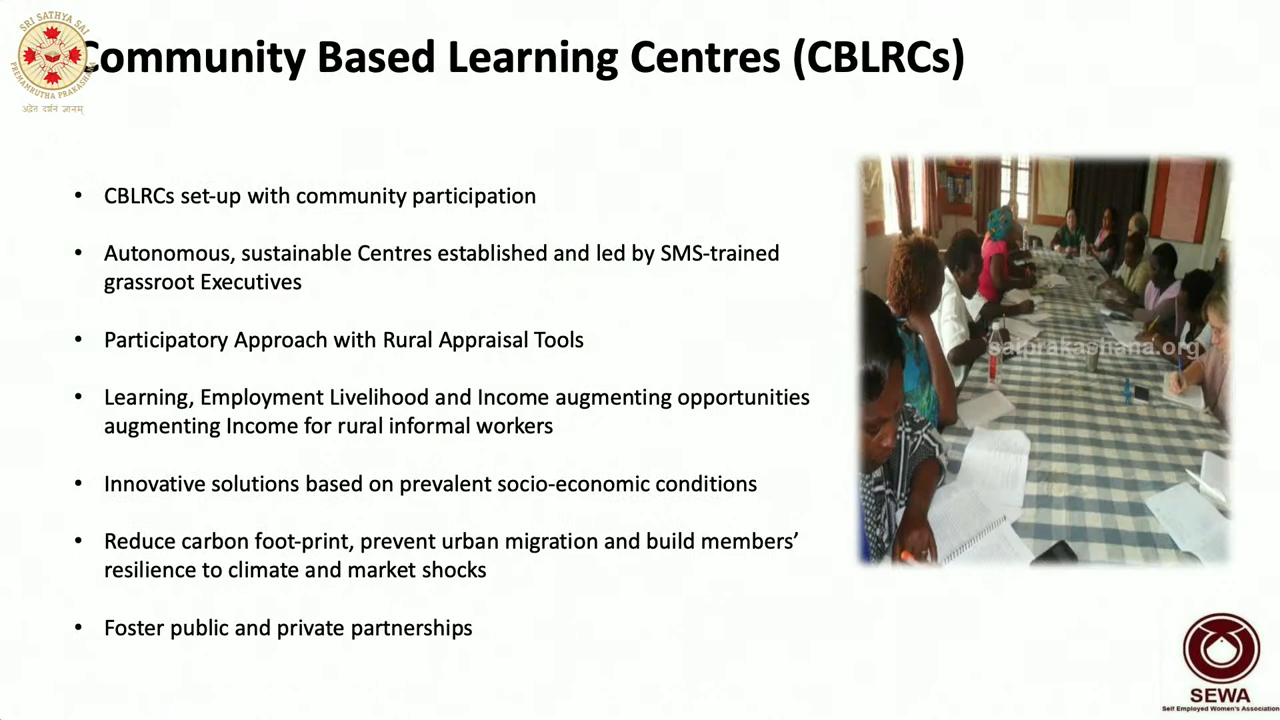 SRI SATHYA SAI
PREMAMRUTHA PRAKASHANA
अद्वैत दर्शन ज्ञानम्
Community Based Learning Centres (CBLRCs)
• CBLRCs set-up with community participation
• Autonomous, sustainable Centres established and led by SMS-trained
grassroot Executives
• Participatory Approach with Rural Appraisal Tools
• Learning, Employment Livelihood and Income augmenting opportunities
augmenting Income for rural informal workers
• Innovative solutions based on prevalent socio-economic conditions
• Reduce carbon foot-print, prevent urban migration and build members’
resilience to climate and market shocks
• Foster public and private partnerships
saiprakashana.org
SEWA
Self Employed Women's Association